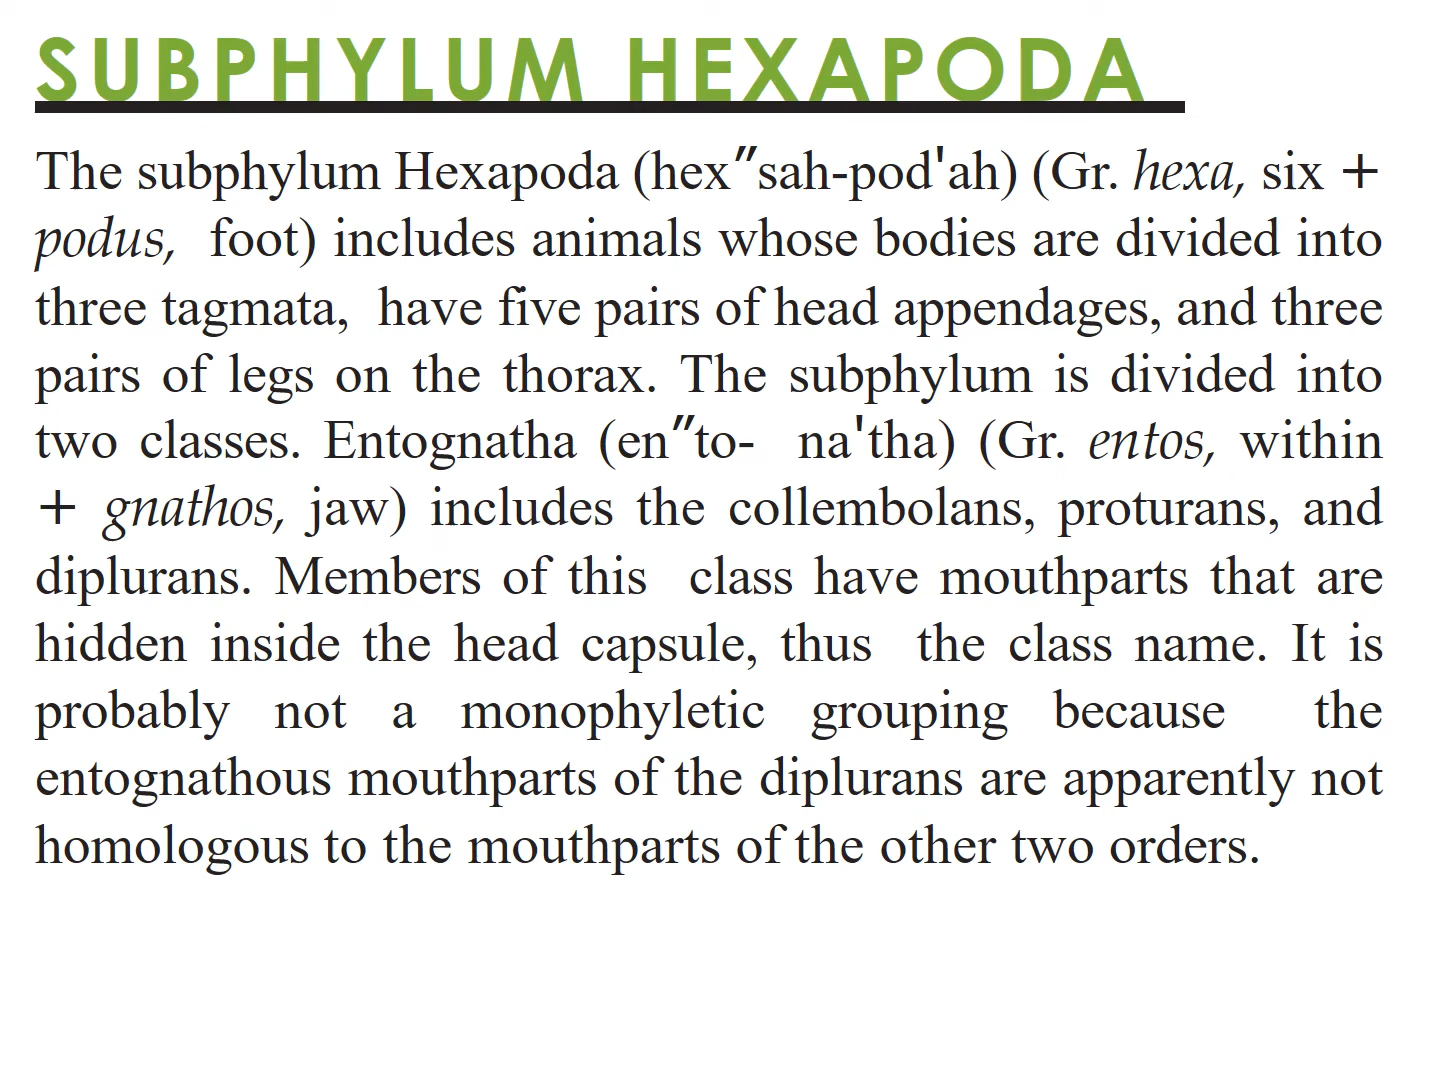 SUBPHYLUM HEXAPODA
The subphylum Hexapoda (hex″sah-pod'ah) (Gr. hexa, six +
podus, foot) includes animals whose bodies are divided into
three tagmata, have five pairs of head appendages, and three
pairs of legs on the thorax. The subphylum is divided into
two classes. Entognatha (en″to- na'tha) (Gr. entos, within
+ gnathos, jaw) includes the collembolans, proturans, and
diplurans. Members of this class have mouthparts that are
hidden inside the head capsule, thus the class name. It is
probably not a monophyletic grouping because the
entognathous mouthparts of the diplurans are apparently not
homologous to the mouthparts of the other two orders.